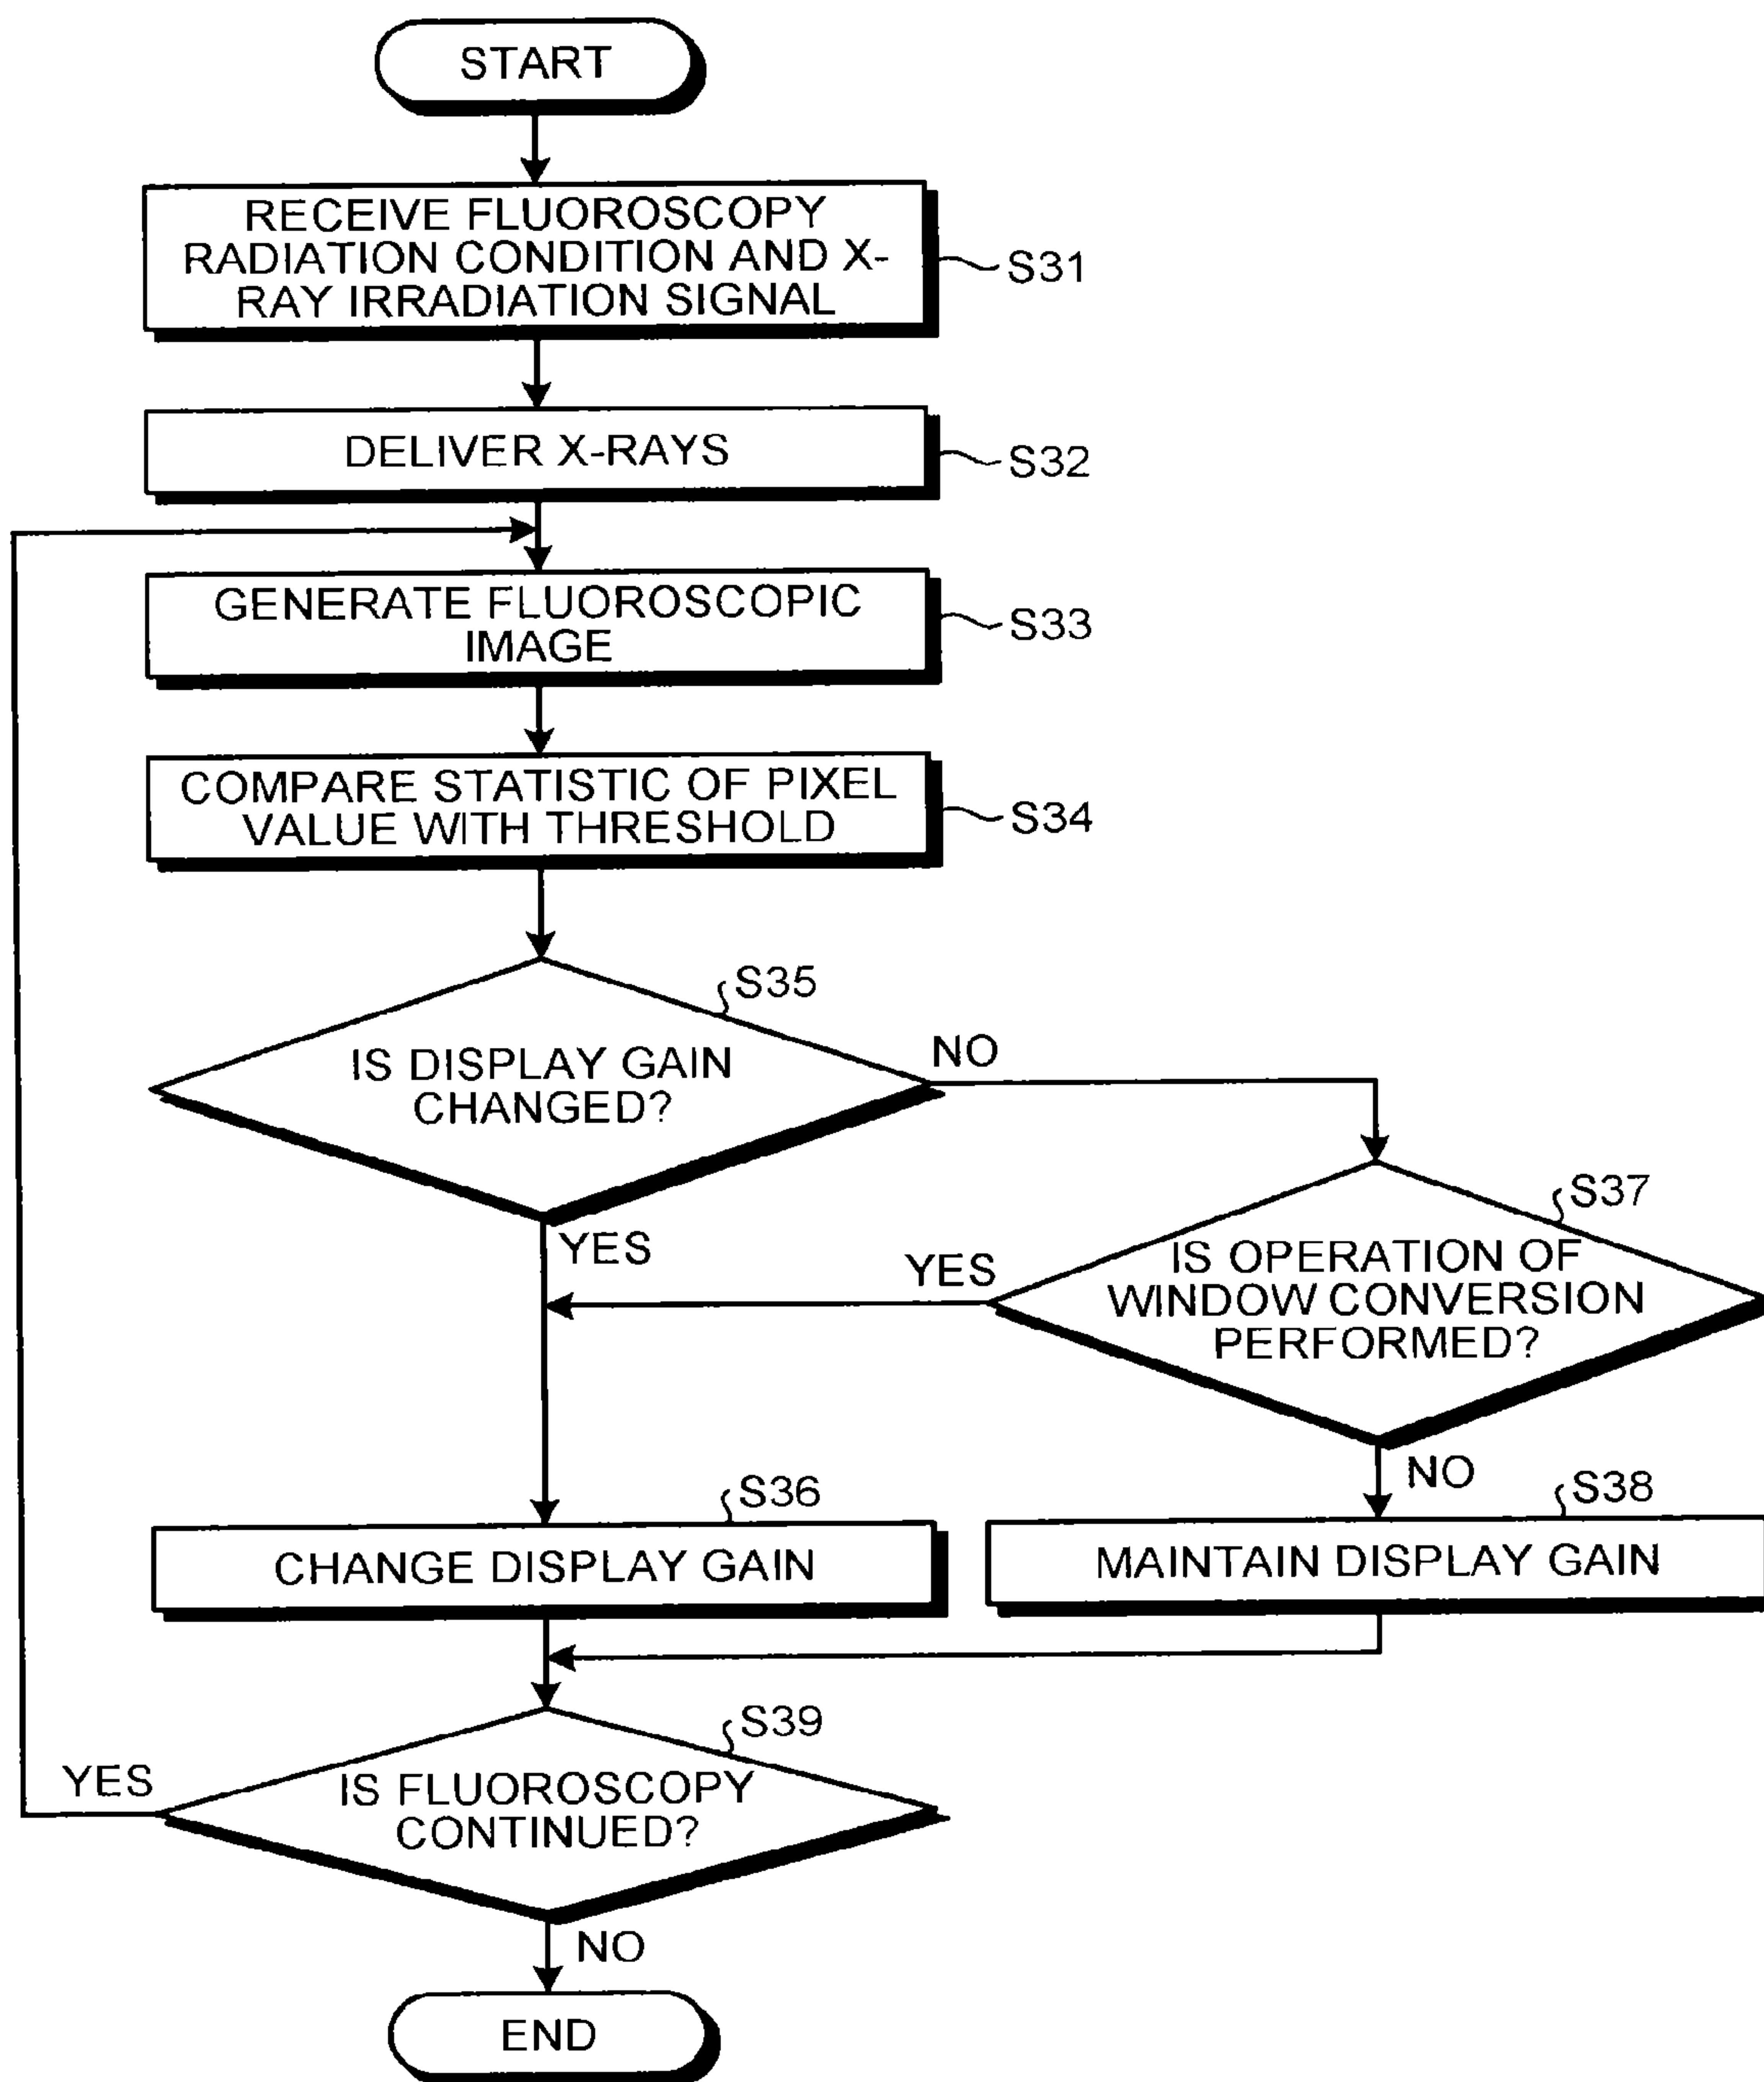 START
RECEIVE FLUOROSCOPY
RADIATION CONDITION AND X-
RAY IRRADIATION SIGNAL
S31
DELIVER X-RAYS
S32
GENERATE FLUOROSCOPIC
IMAGE
S33
COMPARE STATISTIC OF PIXEL
VALUE WITH THRESHOLD
S34
S35
IS DISPLAY GAIN
CHANGED?
NO
YES
S37
IS OPERATION OF
WINDOW CONVERSION
PERFORMED?
YES
NO
S36
CHANGE DISPLAY GAIN
S38
MAINTAIN DISPLAY GAIN
S39
IS FLUOROSCOPY
CONTINUED?
YES
NO
END